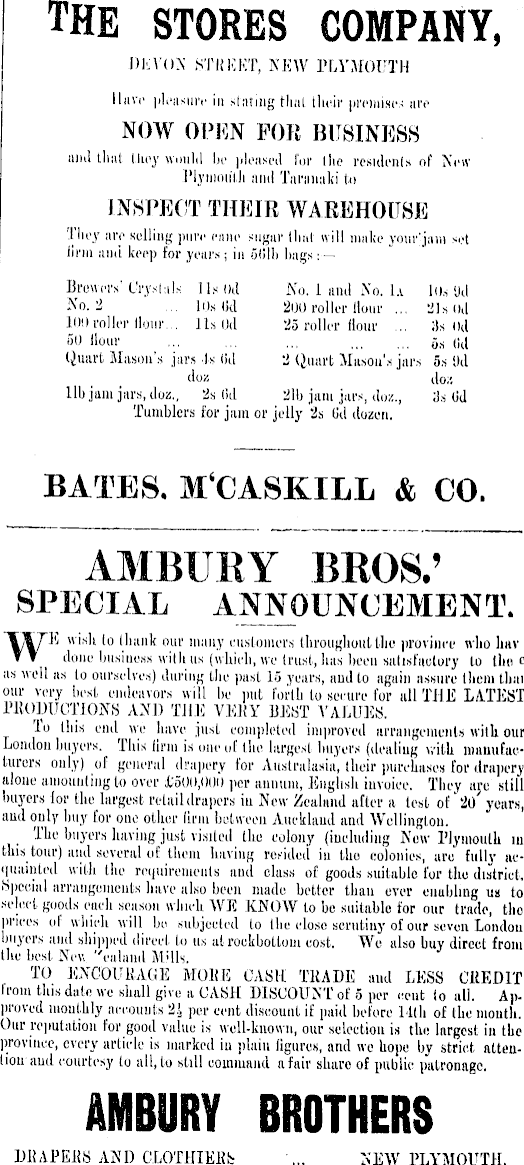 THE STORES COMPANY,
DEVON STREET, NEW PLYMOUTH
Have pleasure in stating that their premises are
NOW OPEN FOR BUSINESS
and that they would be pleased for the residents of New
Plymouth and Taranaki to
INSPECT THEIR WAREHOUSE
They are selling pure cane sugar that will make your jam set
firm and keep for years; in 56lb bags:—
Brewers' Crystals 11s 0d No. 1 and No. 1A 10s 9d
No. 2 ... 10s 6d 200 roller flour ... 21s 0d
100 roller flour... 11s 0d 25 roller flour ... 3s 0d
50 flour ... ... ... ... ... 5s 6d
Quart Mason's jars 4s 6d 2 Quart Mason's jars 5s 9d
doz doz
1lb jam jars, doz., 2s 6d 2lb jam jars, doz., 3s 6d
Tumblers for jam or jelly 2s 6d dozen.
BATES, M'CASKILL & CO.
AMBURY BROS.'
SPECIAL ANNOUNCEMENT.
WE wish to thank our many customers throughout the province who hav
done business with us (which, we trust, has been satisfactory to the
as well as to ourselves) during the past 15 years, and to again assure them that
our very best endeavors will be put forth to secure for all THE LATEST
PRODUCTIONS AND THE VERY BEST VALUES.
To this end we have just completed improved arrangements with our
London buyers. This firm is one of the largest buyers (dealing with manufac-
turers only) of general drapery for Australasia, their purchases for drapery
alone amounting to over £500,000 per annum, English invoice. They are still
buyers for the largest retail drapers in New Zealand after a test of 20 years,
and only buy for one other firm between Auckland and Wellington.
The buyers having just visited the colony (including New Plymouth in
this tour) and several of them having resided in the colonies, are fully ac-
quainted with the requirements and class of goods suitable for the district.
Special arrangements have also been made better than ever enabling us to
select goods each season which WE KNOW to be suitable for our trade, the
prices of which will be subjected to the close scrutiny of our seven London
buyers and shipped direct to us at rockbottom cost. We also buy direct from
the best New Zealand Mills.
TO ENCOURAGE MORE CASH TRADE and LESS CREDIT
from this date we shall give a CASH DISCOUNT of 5 per cent to all. Ap-
proved monthly accounts 2½ per cent discount if paid before 14th of the month.
Our reputation for good value is well-known, our selection is the largest in the
province, every article is marked in plain figures, and we hope by strict atten-
tion and courtesy to all, to still command a fair share of public patronage.
AMBURY BROTHERS
DRAPERS AND CLOTHIERS ... NEW PLYMOUTH.